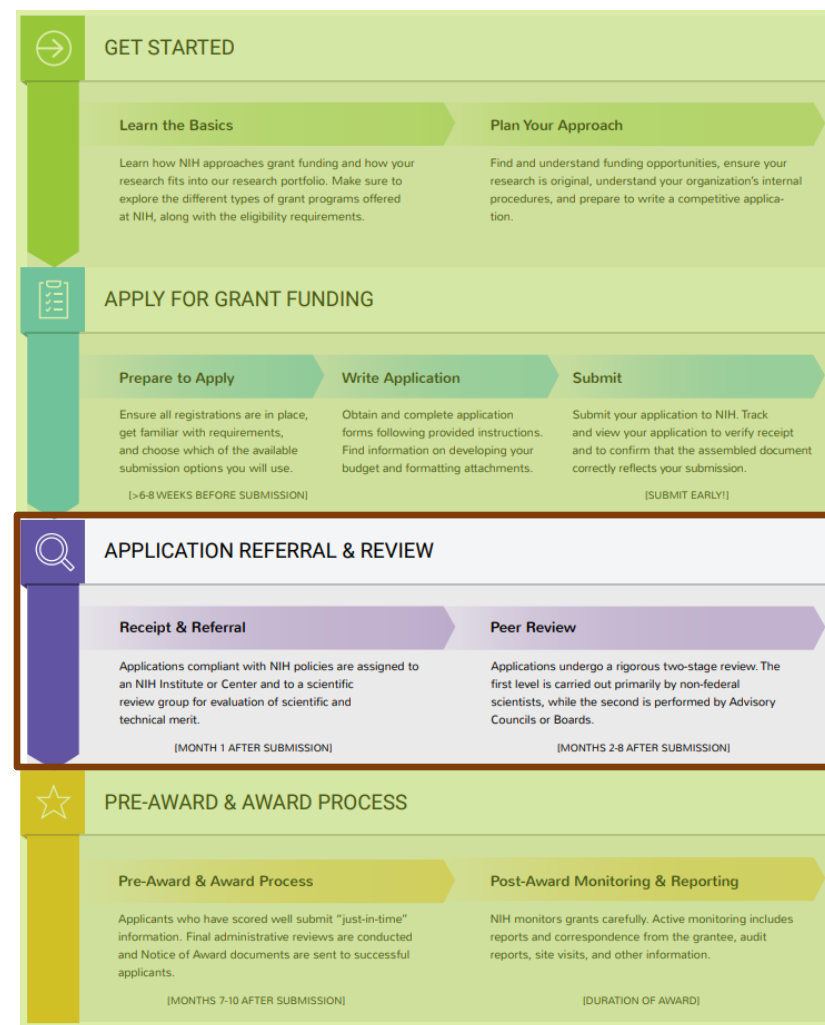 GET STARTED
Learn the Basics
Learn how NIH approaches grant funding and how your
research fits into our research portfolio. Make sure to
explore the different types of grant programs offered
at NIH, along with the eligibility requirements.
Plan Your Approach
Find and understand funding opportunities, ensure your
research is original, understand your organization's internal
procedures, and prepare to write a competitive applica-
tion.
APPLY FOR GRANT FUNDING
Prepare to Apply
Ensure all registrations are in place,
get familiar with requirements,
and choose which of the available
submission options you will use.
[>6-8 WEEKS BEFORE SUBMISSION]
Write Application
Obtain and complete application
forms following provided instructions.
Find information on developing your
budget and formatting attachments.
Submit
Submit your application to NIH. Track
and view your application to verify receipt
and to confirm that the assembled document
correctly reflects your submission.
[SUBMIT EARLY!]
APPLICATION REFERRAL & REVIEW
Receipt & Referral
Applications compliant with NIH policies are assigned to
an NIH Institute or Center and to a scientific
review group for evaluation of scientific and
technical merit.
[MONTH 1 AFTER SUBMISSION]
Peer Review
Applications undergo a rigorous two-stage review. The
first level is carried out primarily by non-federal
scientists, while the second is performed by Advisory
Councils or Boards.
[MONTHS 2-8 AFTER SUBMISSION]
PRE-AWARD & AWARD PROCESS
Pre-Award & Award Process
Applicants who have scored well submit "just-in-time"
information. Final administrative reviews are conducted
and Notice of Award documents are sent to successful
applicants.
[MONTHS 7-10 AFTER SUBMISSION]
Post-Award Monitoring & Reporting
NIH monitors grants carefully. Active monitoring includes
reports and correspondence from the grantee, audit
reports, site visits, and other information.
[DURATION OF AWARD]